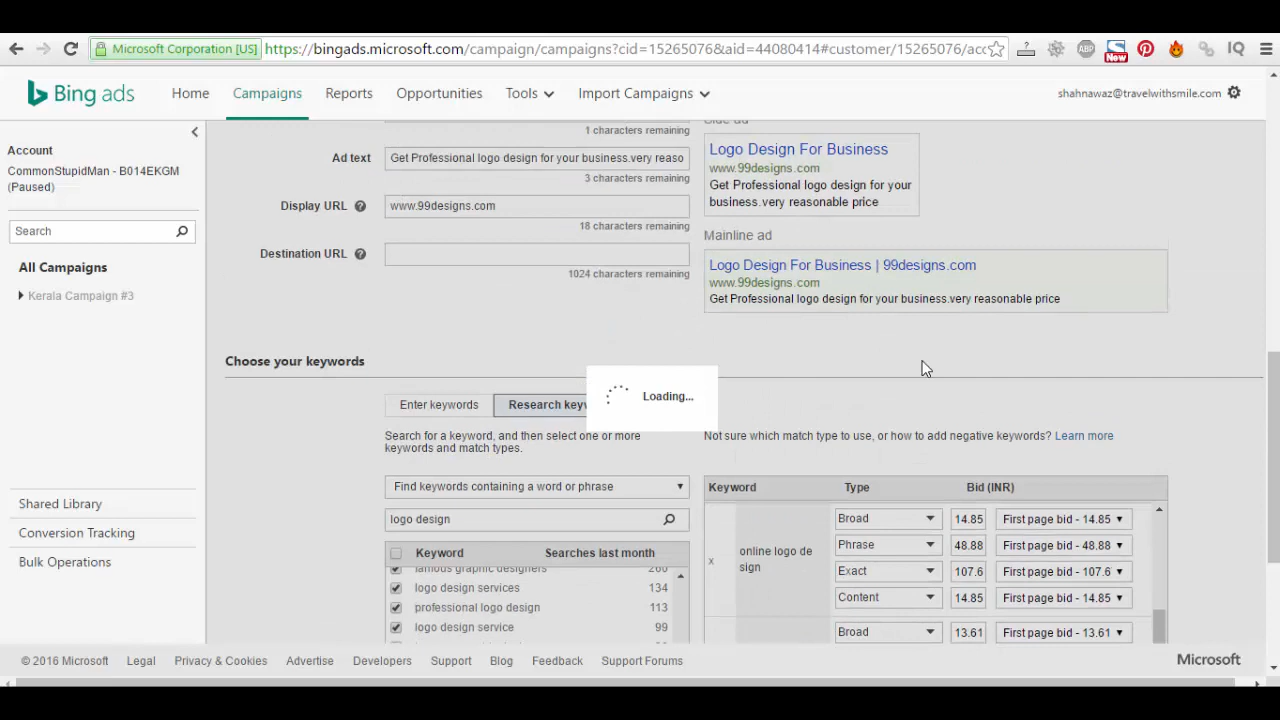 Microsoft Corporation [US]
https://bingads.microsoft.com/campaign/campaigns?cid=15265076&aid=44080414#customer/15265076/acc
ABP
New
IQ
Bing ads
Home
Campaigns
Reports
Opportunities
Tools
Import Campaigns
shahnawaz@travelwithsmile.com
Account
CommonStupidMan - B014EKGM
(Paused)
Search
All Campaigns
Kerala Campaign #3
Shared Library
Conversion Tracking
Bulk Operations
1 characters remaining
Ad text
Get Professional logo design for your business.very reaso
3 characters remaining
Display URL
www.99designs.com
18 characters remaining
Destination URL
1024 characters remaining
Side ad
Logo Design For Business
www.99designs.com
Get Professional logo design for your
business.very reasonable price
Mainline ad
Logo Design For Business | 99designs.com
www.99designs.com
Get Professional logo design for your business.very reasonable price
Choose your keywords
Loading...
Enter keywords
Research keyw
Search for a keyword, and then select one or more
keywords and match types.
Not sure which match type to use, or how to add negative keywords? Learn more
Find keywords containing a word or phrase
logo design
Keyword Searches last month
famous graphic designers 260
logo design services 134
professional logo design 113
logo design service 99
Keyword Type Bid (INR)
x
online logo de
sign
Broad 14.85 First page bid - 14.85
Phrase 48.88 First page bid - 48.88
Exact 107.6 First page bid - 107.6
Content 14.85 First page bid - 14.85
Broad 13.61 First page bid - 13.61
© 2016 Microsoft Legal Privacy & Cookies Advertise Developers Support Blog Feedback Support Forums
Microsoft